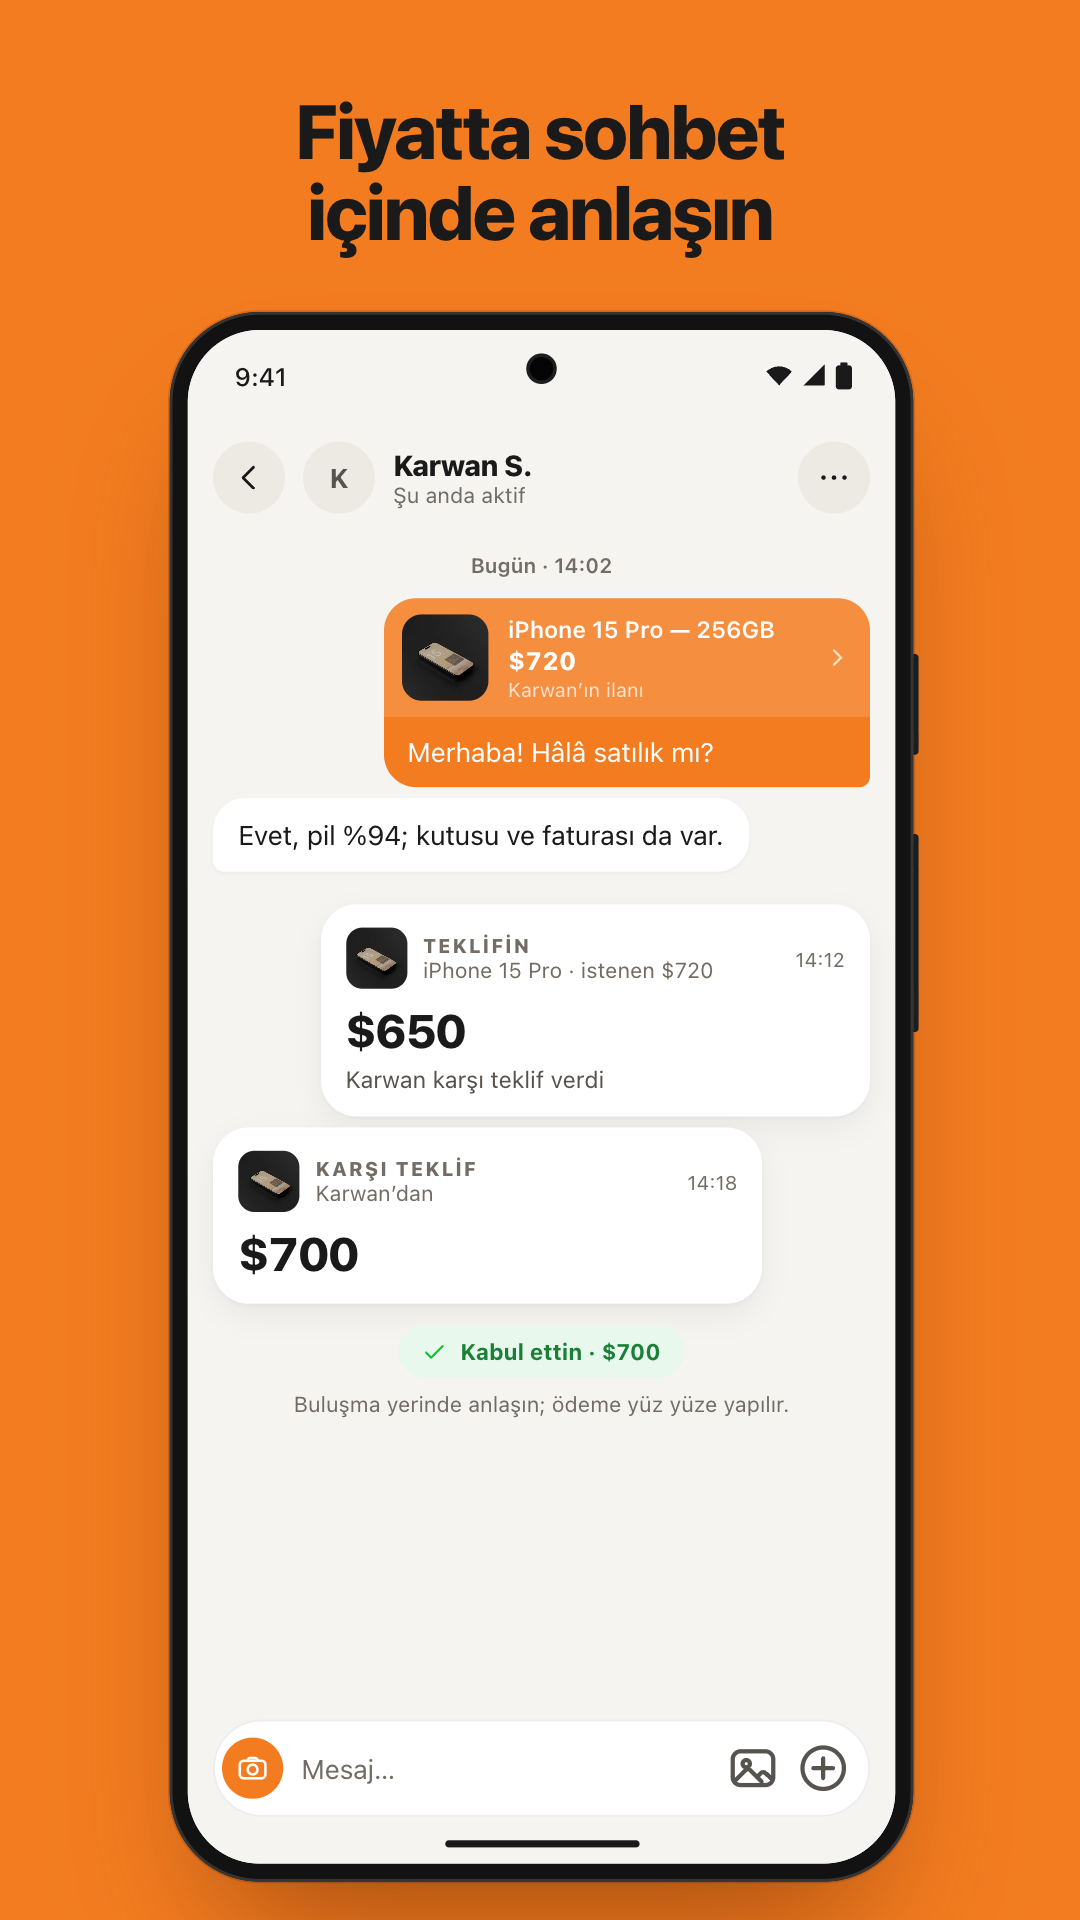 Fiyatta sohbet
içinde anlaşın
9:41
K
Karwan S.
Şu anda aktif
Bugün · 14:02
iPhone 15 Pro — 256GB
$720
Karwan’ın ilanı
Merhaba! Hâlâ satılık mı?
Evet, pil %94; kutusu ve faturası da var.
TEKLİFİN
iPhone 15 Pro · istenen $720
14:12
$650
Karwan karşı teklif verdi
KARŞI TEKLİF
Karwan’dan
14:18
$700
Kabul ettin · $700
Buluşma yerinde anlaşın; ödeme yüz yüze yapılır.
Mesaj...